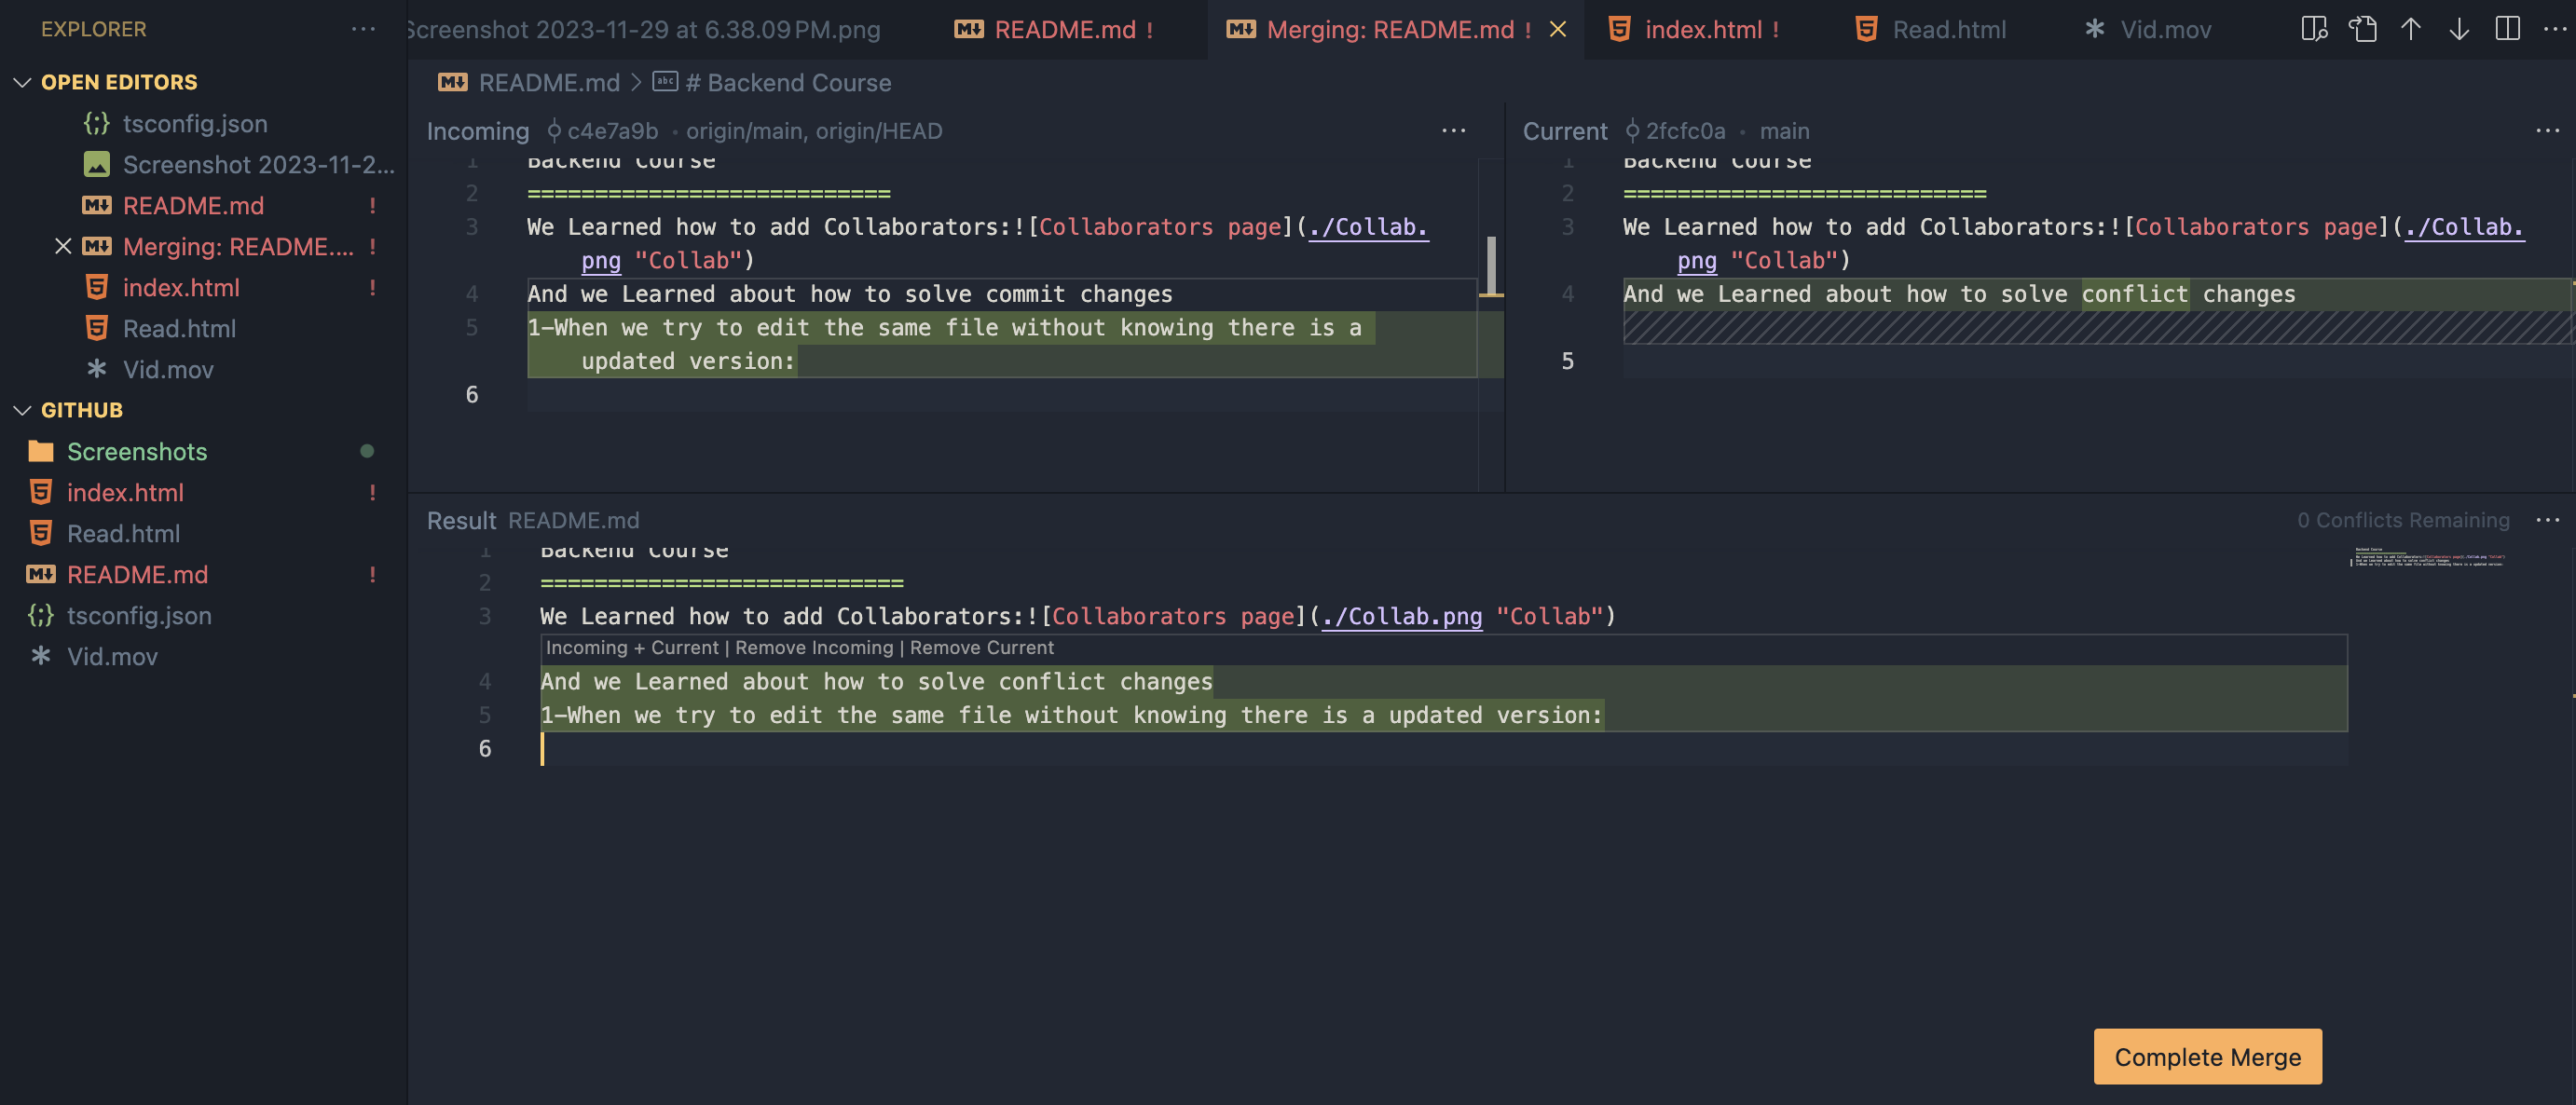 EXPLORER
OPEN EDITORS
tsconfig.json
Screenshot 2023-11-2...
README.md !
Merging: README.... !
index.html !
Read.html
Vid.mov
GITHUB
Screenshots
index.html !
Read.html
README.md !
tsconfig.json
Vid.mov
Screenshot 2023-11-29 at 6.38.09 PM.png
README.md !
Merging: README.md !
index.html !
Read.html
Vid.mov
README.md > # Backend Course
Incoming c4e7a9b • origin/main, origin/HEAD
1 Backend Course
2 ===========================
3 We Learned how to add Collaborators:![Collaborators page](./Collab.
png "Collab")
4 And we Learned about how to solve commit changes
5 1-When we try to edit the same file without knowing there is a
updated version:
6
Current 2fcfc0a • main
1 Backend Course
2 ===========================
3 We Learned how to add Collaborators:![Collaborators page](./Collab.
png "Collab")
4 And we Learned about how to solve conflict changes
5
Result README.md
0 Conflicts Remaining
1 Backend Course
2 ===========================
3 We Learned how to add Collaborators:![Collaborators page](./Collab.png "Collab")
Incoming + Current | Remove Incoming | Remove Current
4 And we Learned about how to solve conflict changes
5 1-When we try to edit the same file without knowing there is a updated version:
6
Complete Merge